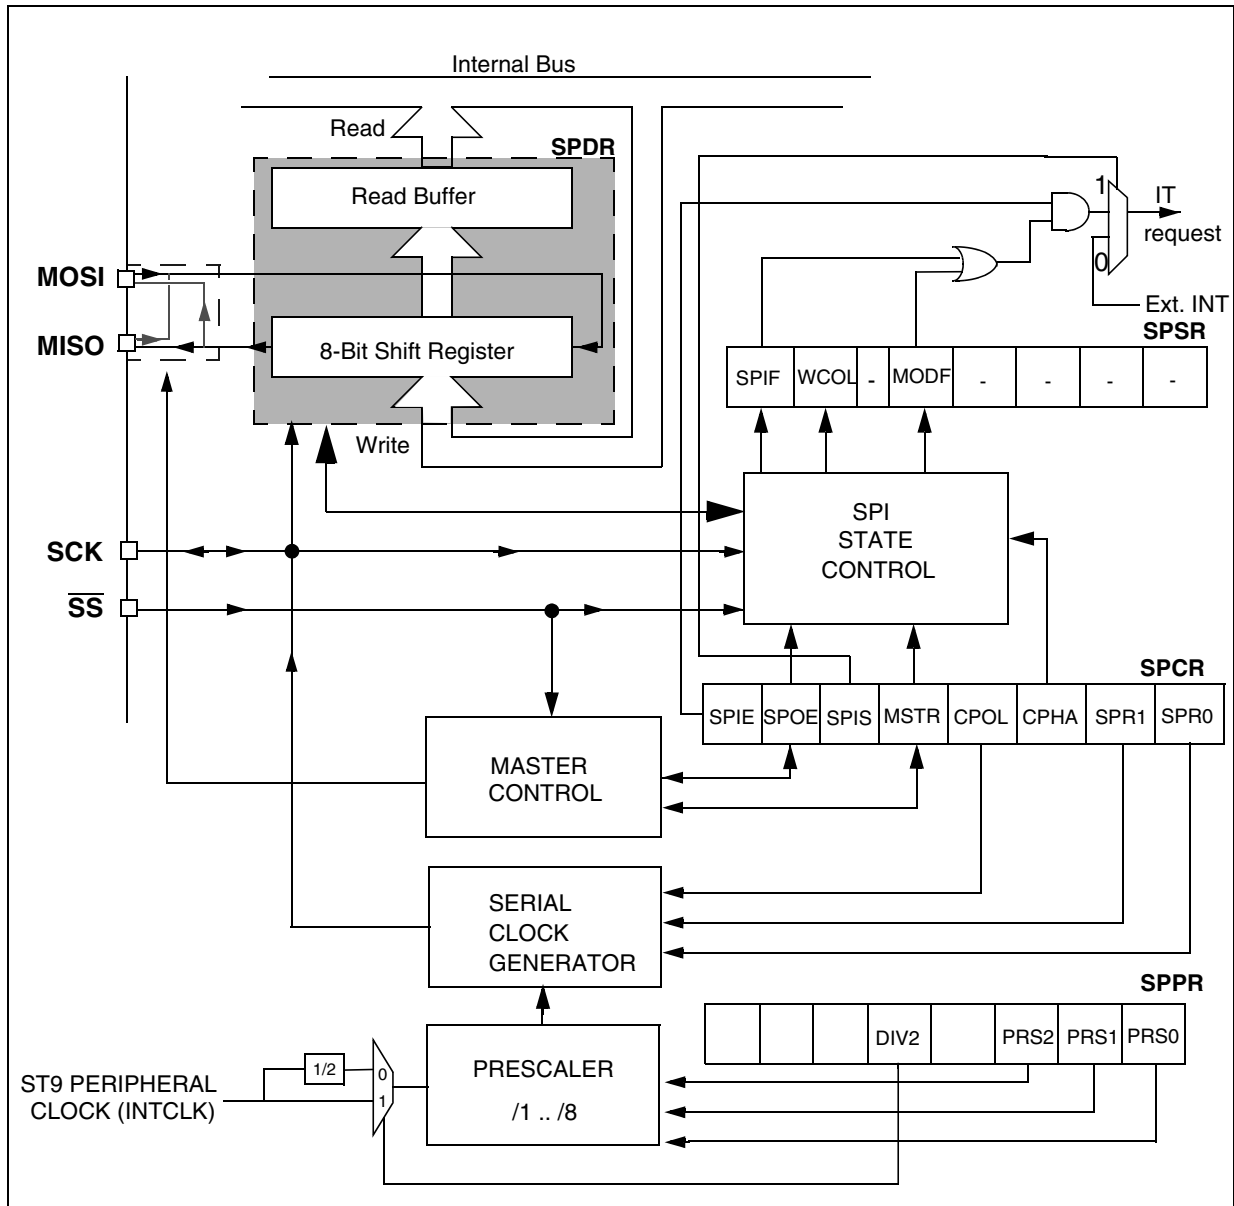 Internal Bus
Read
SPDR
Read Buffer
1
IT
request
0
Ext. INT
MOSI
MISO
8-Bit Shift Register
SPSR
SPIF WCOL - MODF - - - -
Write
SPI
STATE
CONTROL
SCK
SS
SPCR
SPIE SPOE SPIS MSTR CPOL CPHA SPR1 SPR0
MASTER
CONTROL
SERIAL
CLOCK
GENERATOR
SPPR
DIV2 PRS2 PRS1 PRS0
ST9 PERIPHERAL
CLOCK (INTCLK)
1/2
0
1
PRESCALER
/1 .. /8